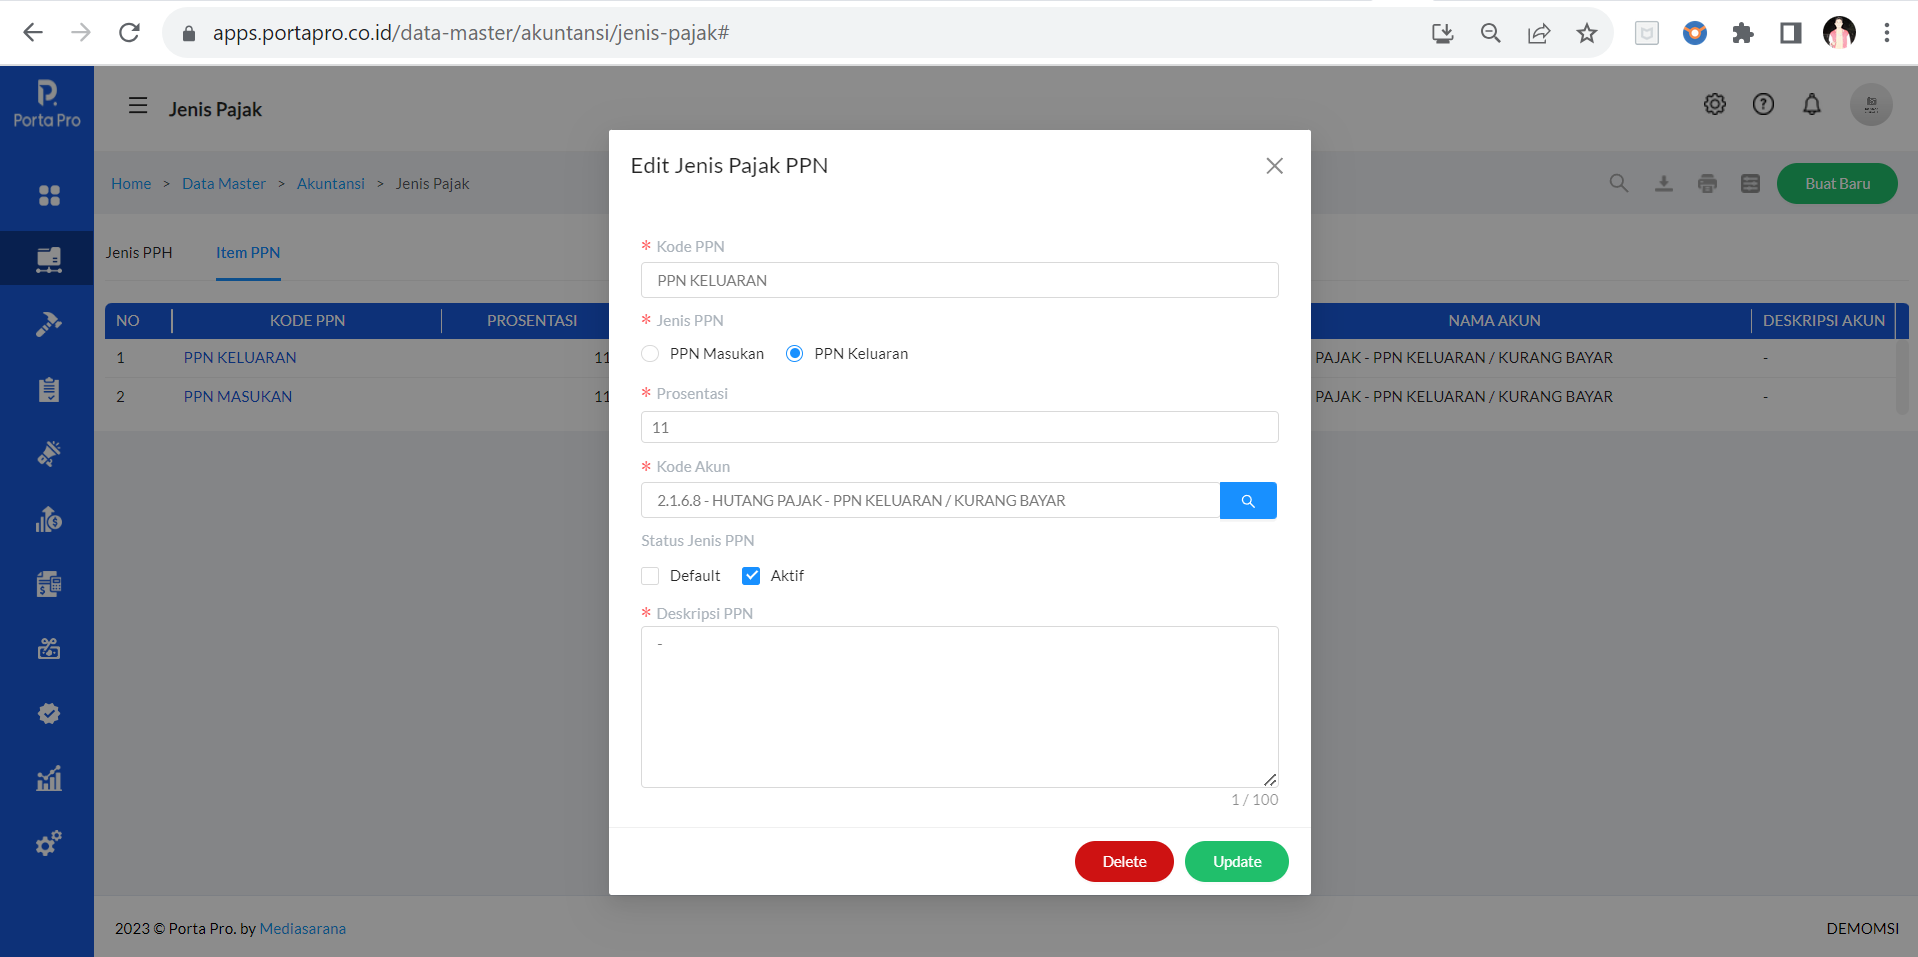 apps.portapro.co.id/data-master/akuntansi/jenis-pajak#
Porta Pro
Jenis Pajak
Home > Data Master > Akuntansi > Jenis Pajak
Buat Baru
Jenis PPH
Item PPN
NO KODE PPN PROSENTASI NAMA AKUN DESKRIPSI AKUN
1 PPN KELUARAN 11 PAJAK - PPN KELUARAN / KURANG BAYAR -
2 PPN MASUKAN 11 PAJAK - PPN KELUARAN / KURANG BAYAR -
Edit Jenis Pajak PPN
* Kode PPN
PPN KELUARAN
* Jenis PPN
PPN Masukan PPN Keluaran
* Prosentasi
11
* Kode Akun
2.1.6.8 - HUTANG PAJAK - PPN KELUARAN / KURANG BAYAR
Status Jenis PPN
Default Aktif
* Deskripsi PPN
-
1 / 100
Delete Update
2023 © Porta Pro. by Mediasarana
DEMOMSI